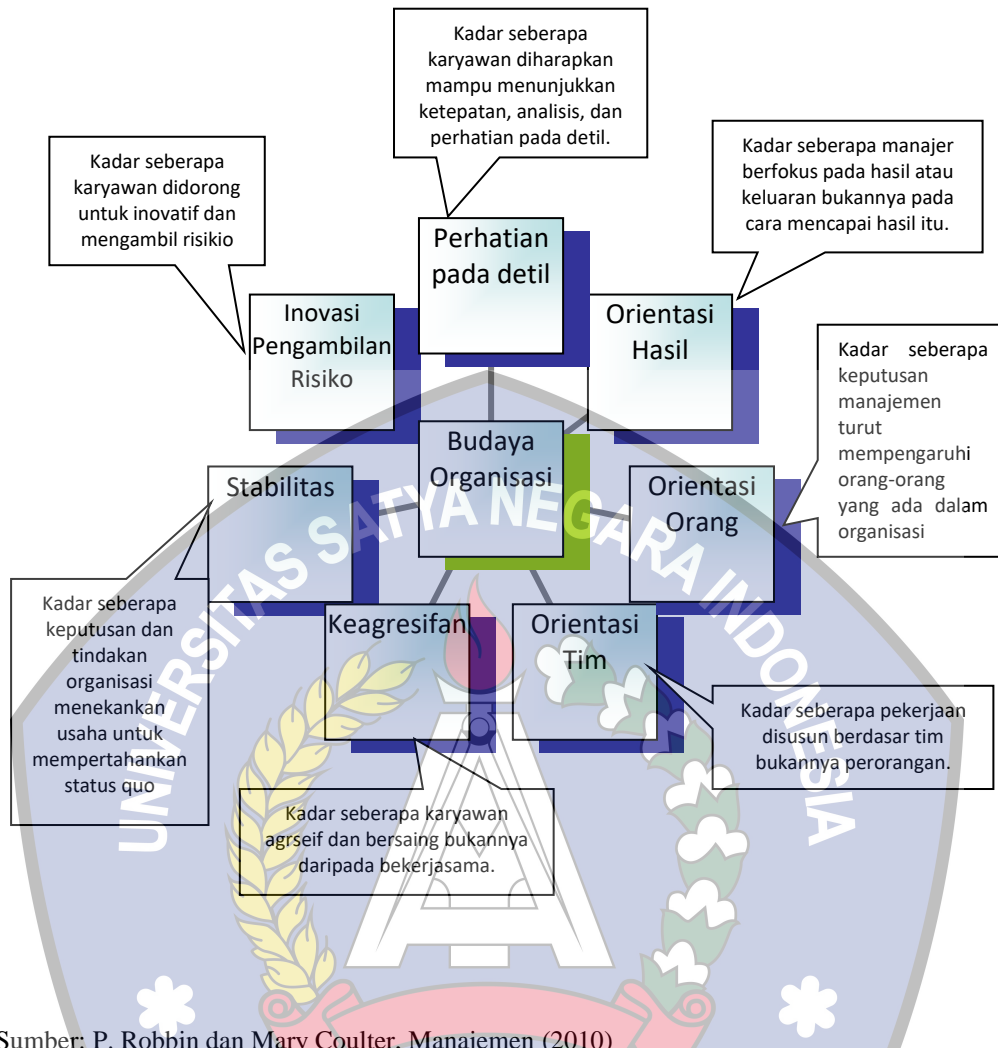 Kadar seberapa
karyawan diharapkan
mampu menunjukkan
ketepatan, analisis, dan
perhatian pada detil.
Kadar seberapa
karyawan didorong
untuk inovatif dan
mengambil risikio
Kadar seberapa manajer
berfokus pada hasil atau
keluaran bukannya pada
cara mencapai hasil itu.
Perhatian
pada detil
Inovasi
Pengambilan
Risiko
Orientasi
Hasil
Kadar seberapa
keputusan
manajemen
turut
mempengaruhi
orang-orang
yang ada dalam
organisasi
Budaya
Organisasi
Stabilitas
Orientasi
Orang
Kadar seberapa
keputusan dan
tindakan
organisasi
menekankan
usaha untuk
mempertahankan
status quo
Keagresifan
Orientasi
Tim
Kadar seberapa pekerjaan
disusun berdasar tim
bukannya perorangan.
Kadar seberapa karyawan
agrseif dan bersaing bukannya
daripada bekerjasama.
UNIVERSITAS SATYA NEGARA INDONESIA
Sumber: P. Robbin dan Mary Coulter, Manajemen (2010)